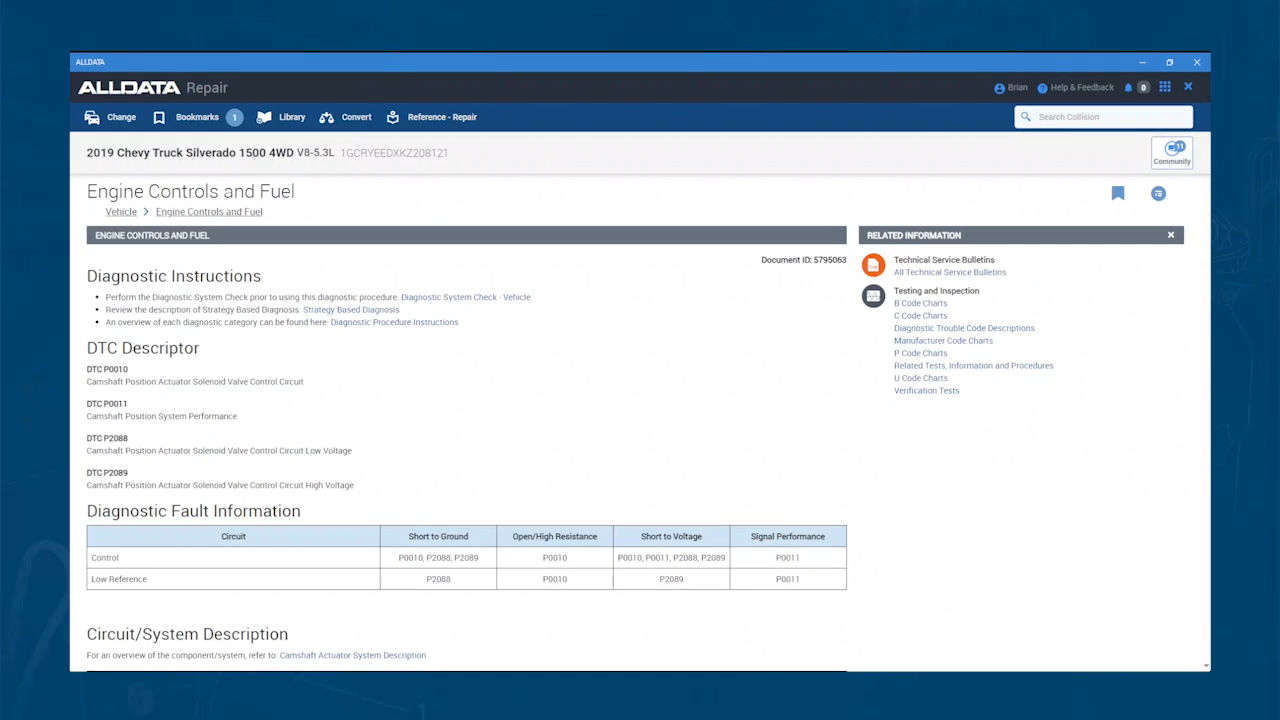 ALLDATA
ALLDATA Repair
Brian
Help & Feedback
0
Change
Bookmarks
1
Library
Convert
Reference - Repair
Search Collision
2019 Chevy Truck Silverado 1500 4WD V8-5.3L 1GCRYEEDXKZ208121
11
Community
Engine Controls and Fuel
Vehicle > Engine Controls and Fuel
ENGINE CONTROLS AND FUEL
Document ID: 5795063
Diagnostic Instructions
• Perform the Diagnostic System Check prior to using this diagnostic procedure: Diagnostic System Check - Vehicle
• Review the description of Strategy Based Diagnosis: Strategy Based Diagnosis
• An overview of each diagnostic category can be found here: Diagnostic Procedure Instructions
DTC Descriptor
DTC P0010
Camshaft Position Actuator Solenoid Valve Control Circuit
DTC P0011
Camshaft Position System Performance
DTC P2088
Camshaft Position Actuator Solenoid Valve Control Circuit Low Voltage
DTC P2089
Camshaft Position Actuator Solenoid Valve Control Circuit High Voltage
Diagnostic Fault Information
Circuit Short to Ground Open/High Resistance Short to Voltage Signal Performance
Control P0010, P2088, P2089 P0010 P0010, P0011, P2088, P2089 P0011
Low Reference P2088 P0010 P2089 P0011
Circuit/System Description
For an overview of the component/system, refer to: Camshaft Actuator System Description
RELATED INFORMATION
Technical Service Bulletins
All Technical Service Bulletins
Testing and Inspection
B Code Charts
C Code Charts
Diagnostic Trouble Code Descriptions
Manufacturer Code Charts
P Code Charts
Related Tests, Information and Procedures
U Code Charts
Verification Tests